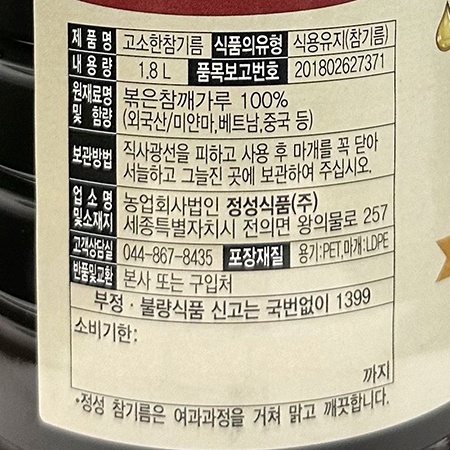 제품명 고소한참기름 식품의유형 식용유지(참기름)
내용량 1,8 L 품목보고번호 201802627371
원재료명 및 함량 볶은참깨가루 100%
(외국산/미얀마,베트남,중국 등)
보관방법 직사광선을 피하고 사용 후 마개를 꼭 닫아
서늘하고 그늘진 곳에 보관하여 주십시오.
업소명 및소재지 농업회사법인 정성식품(주)
세종특별자치시 전의면 왕의물로 257
고객상담실 044-867-8435 포장재질 용기:PET,마개:LDPE
반품및교환 본사 또는 구입처
부정·불량식품 신고는 국번없이 1399
소비기한:
까지
•정성 참기름은 여과과정을 거쳐 맑고 깨끗합니다.